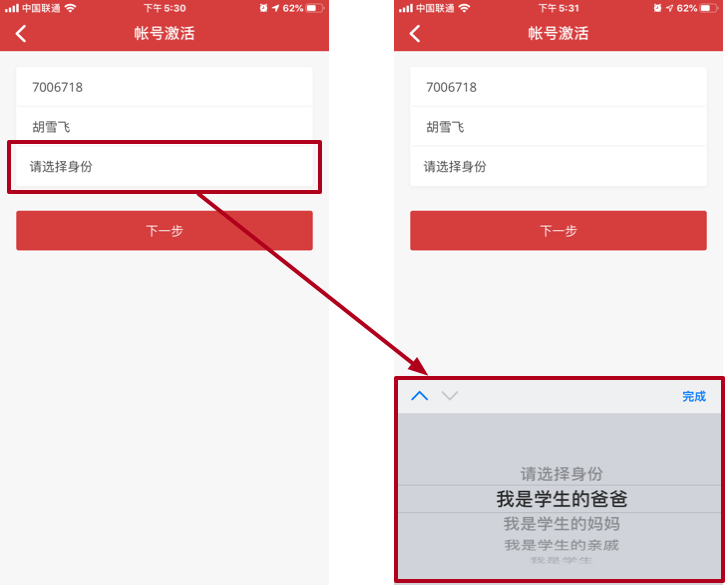 中国联通
下午5:30
62%
帐号激活
7006718
胡雪飞
请选择身份
下一步
中国联通
下午5:31
62%
帐号激活
7006718
胡雪飞
请选择身份
下一步
完成
请选择身份
我是学生的爸爸
我是学生的妈妈
我是学生的亲戚
我是学生